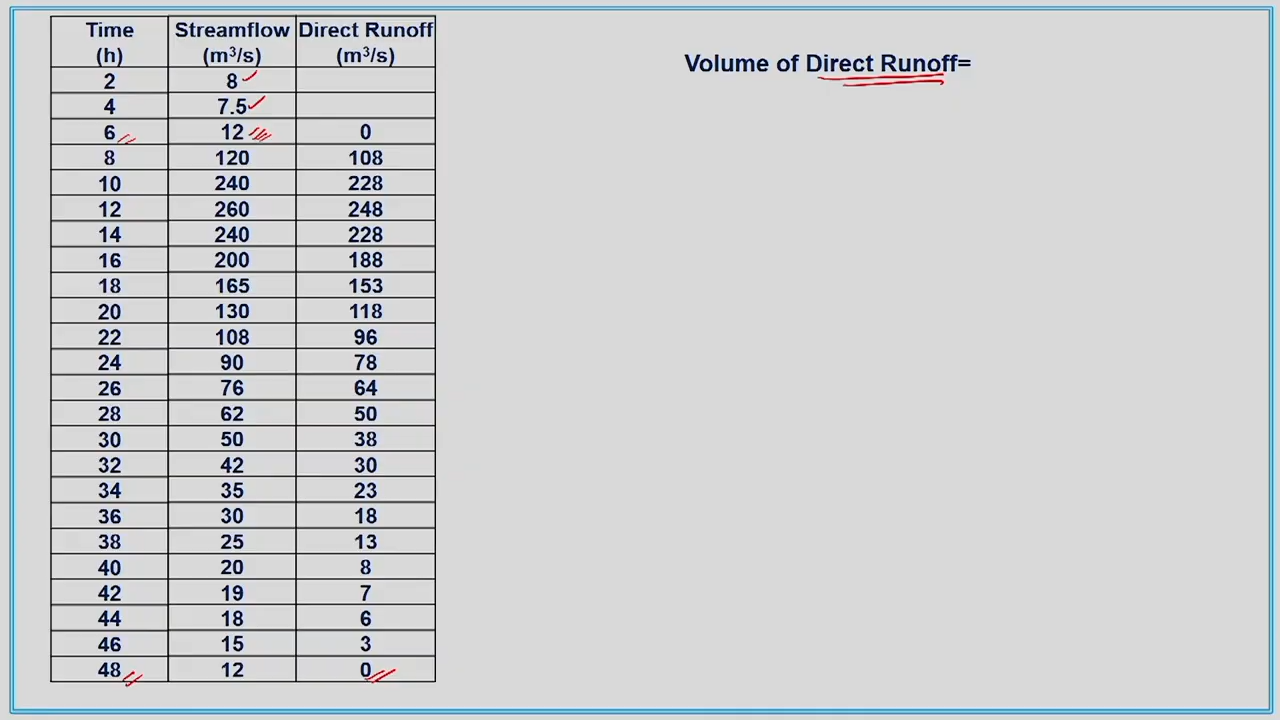 Time Streamflow Direct Runoff
(h) (m³/s) (m³/s)
2 8
4 7.5
6 12 0
8 120 108
10 240 228
12 260 248
14 240 228
16 200 188
18 165 153
20 130 118
22 108 96
24 90 78
26 76 64
28 62 50
30 50 38
32 42 30
34 35 23
36 30 18
38 25 13
40 20 8
42 19 7
44 18 6
46 15 3
48 12 0
Volume of Direct Runoff=